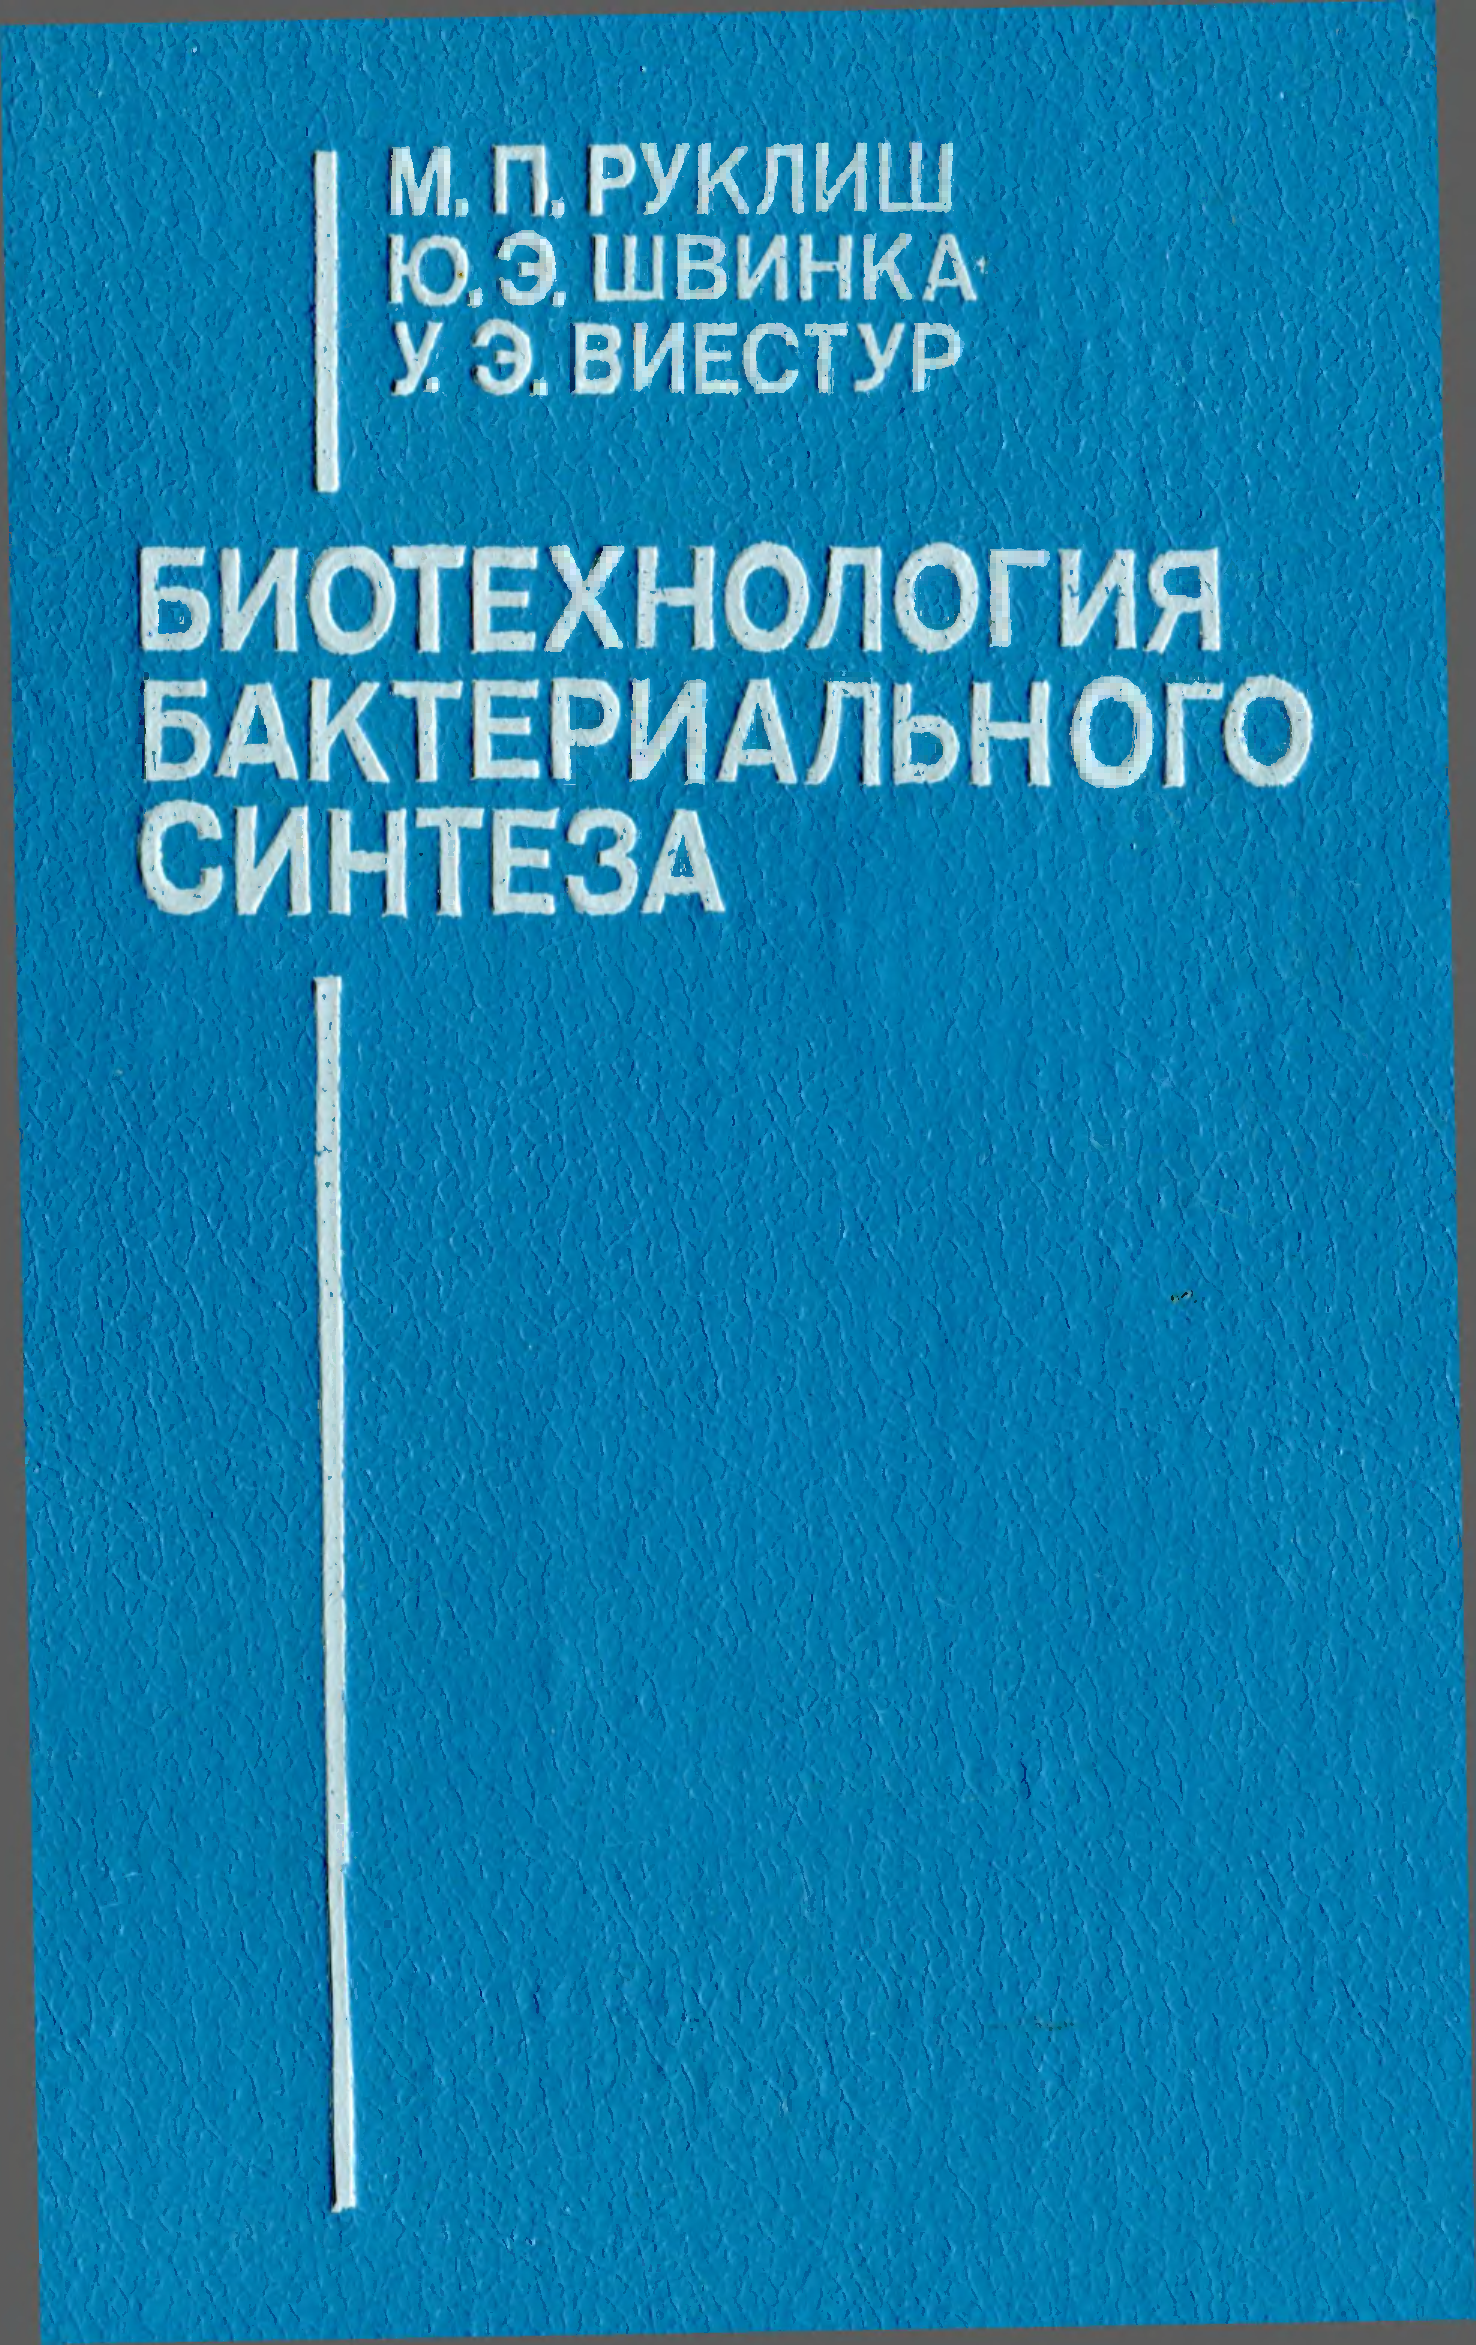 М. П. РУКЛИШ
Ю. Э. ШВИНКА
У. Э. ВИЕСТУР
БИОТЕХНОЛОГИЯ
БАКТЕРИАЛЬНОГО
СИНТЕЗА